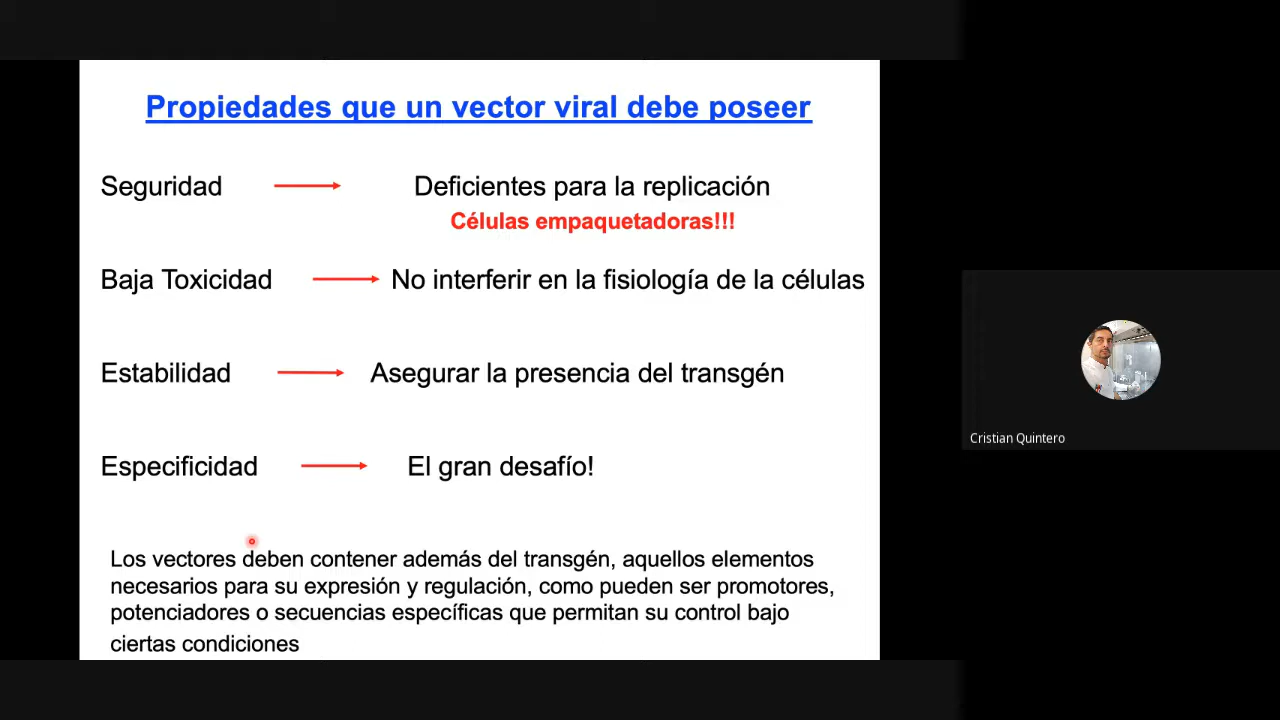 Propiedades que un vector viral debe poseer
Seguridad Deficientes para la replicación
Células empaquetadoras!!!
Baja Toxicidad No interferir en la fisiología de la células
Estabilidad Asegurar la presencia del transgén
Especificidad El gran desafío!
Los vectores deben contener además del transgén, aquellos elementos
necesarios para su expresión y regulación, como pueden ser promotores,
potenciadores o secuencias específicas que permitan su control bajo
ciertas condiciones
Cristian Quintero